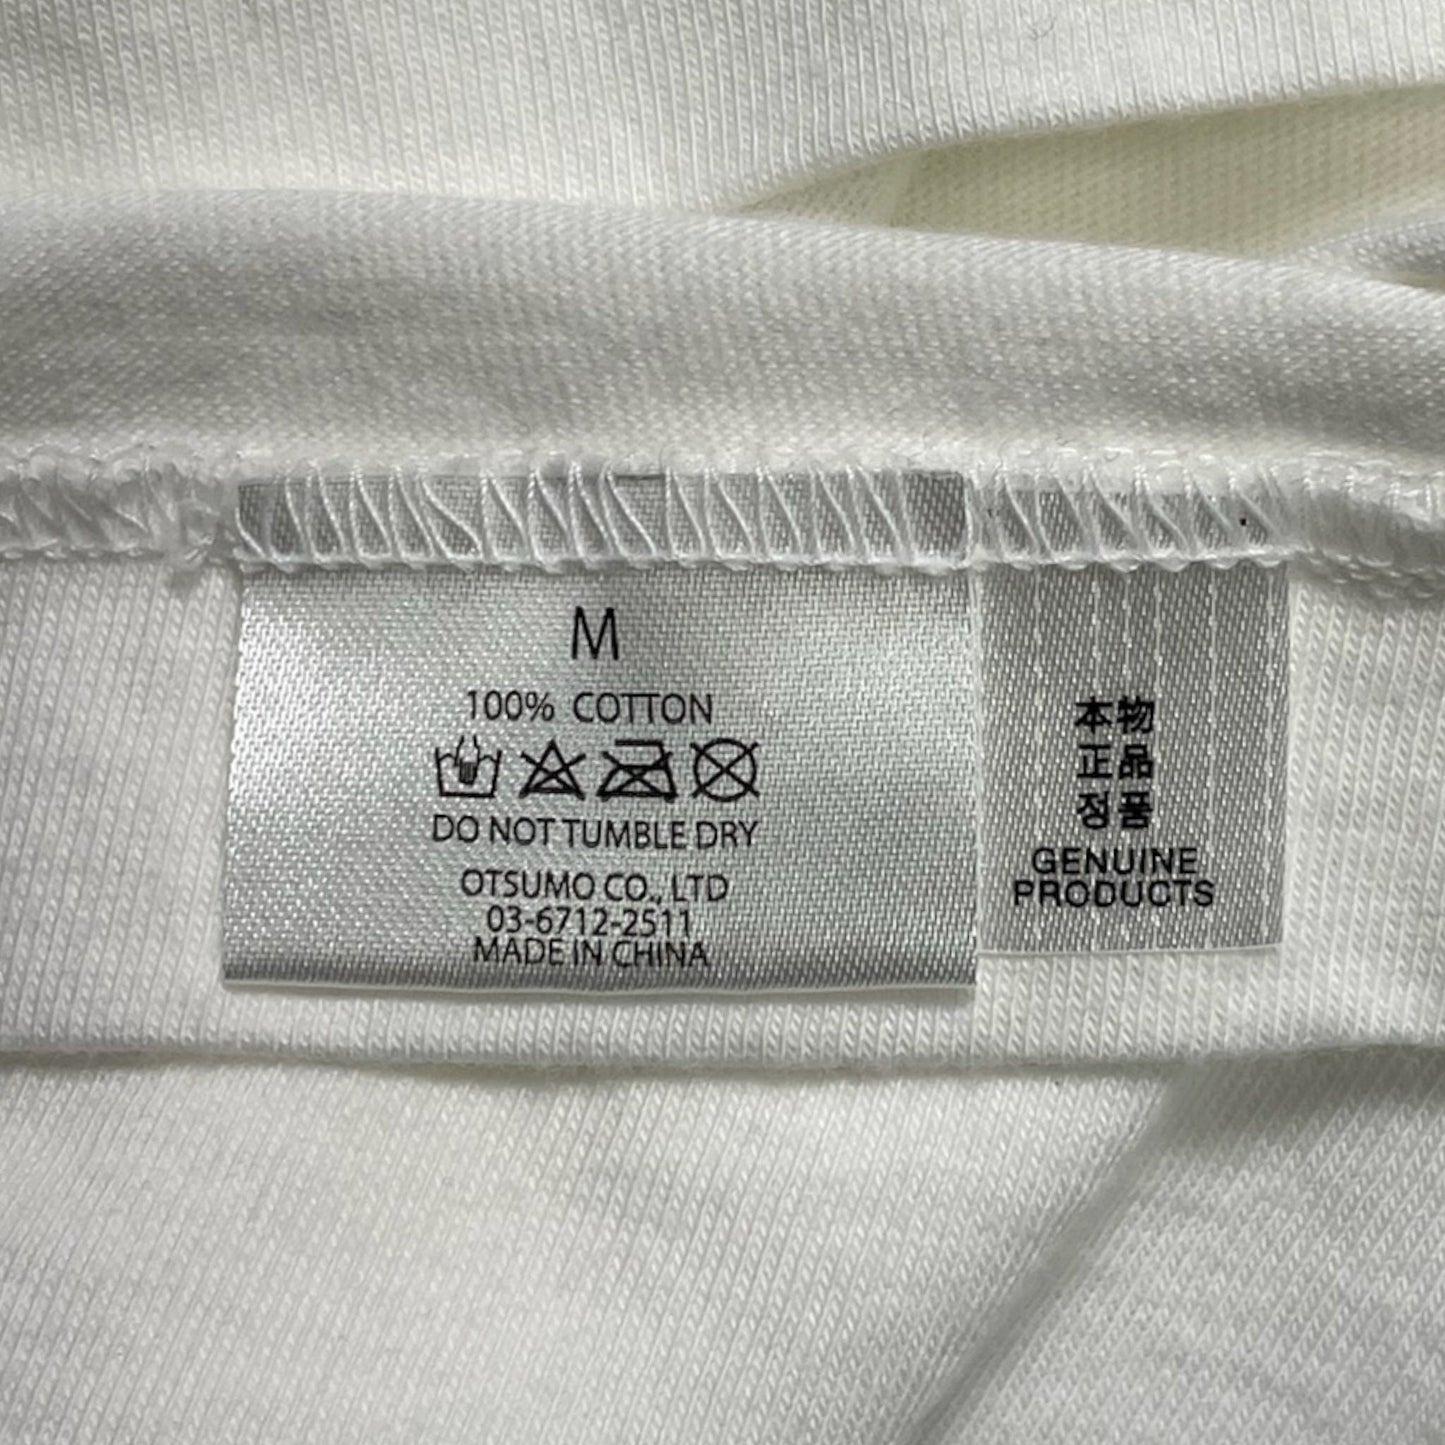 M
100% COTTON
DO NOT TUMBLE DRY
OTSUMO CO., LTD
03-6712-2511
MADE IN CHINA
本物
正品
정품
GENUINE
PRODUCTS